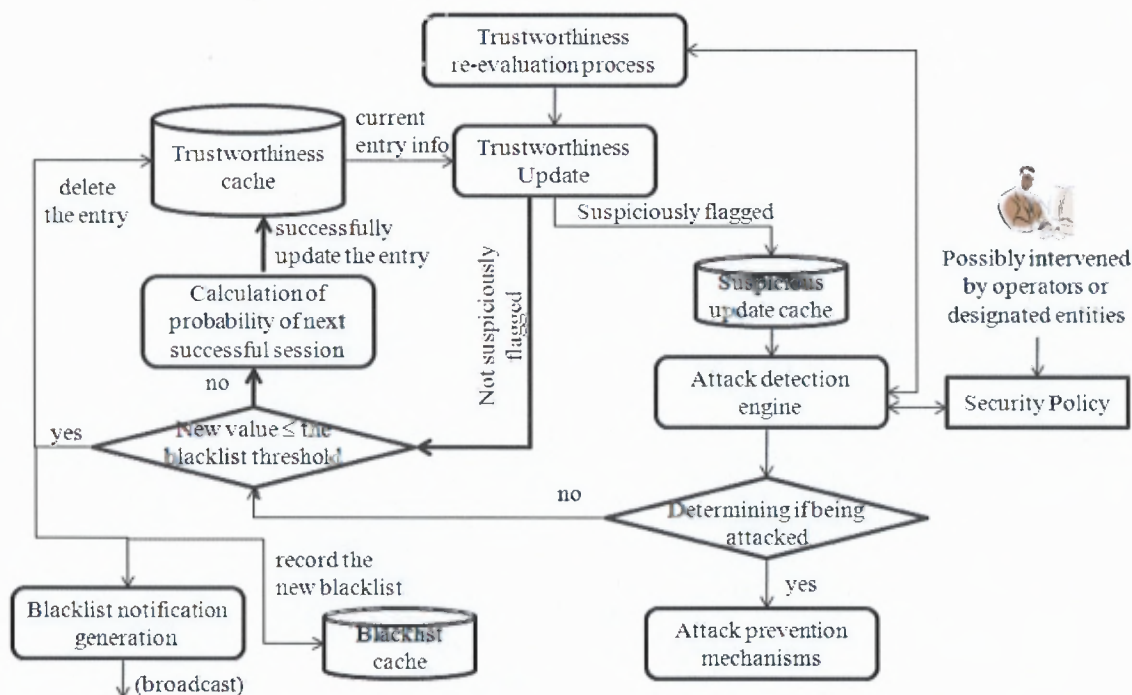 Trustworthiness
re-evaluation process
current
entry info
Trustworthiness
cache
Trustworthiness
Update
delete
the entry
Suspiciously flagged
successfully
update the entry
Not suspiciously
flagged
Possibly intervened
by operators or
designated entities
Suspicious
update cache
Calculation of
probability of next
successful session
Attack detection
engine
Security Policy
no
yes
New value ≤ the
blacklist threshold
no
Determining if being
attacked
record the
new blacklist
yes
Blacklist notification
generation
Blacklist
cache
Attack prevention
mechanisms
(broadcast)